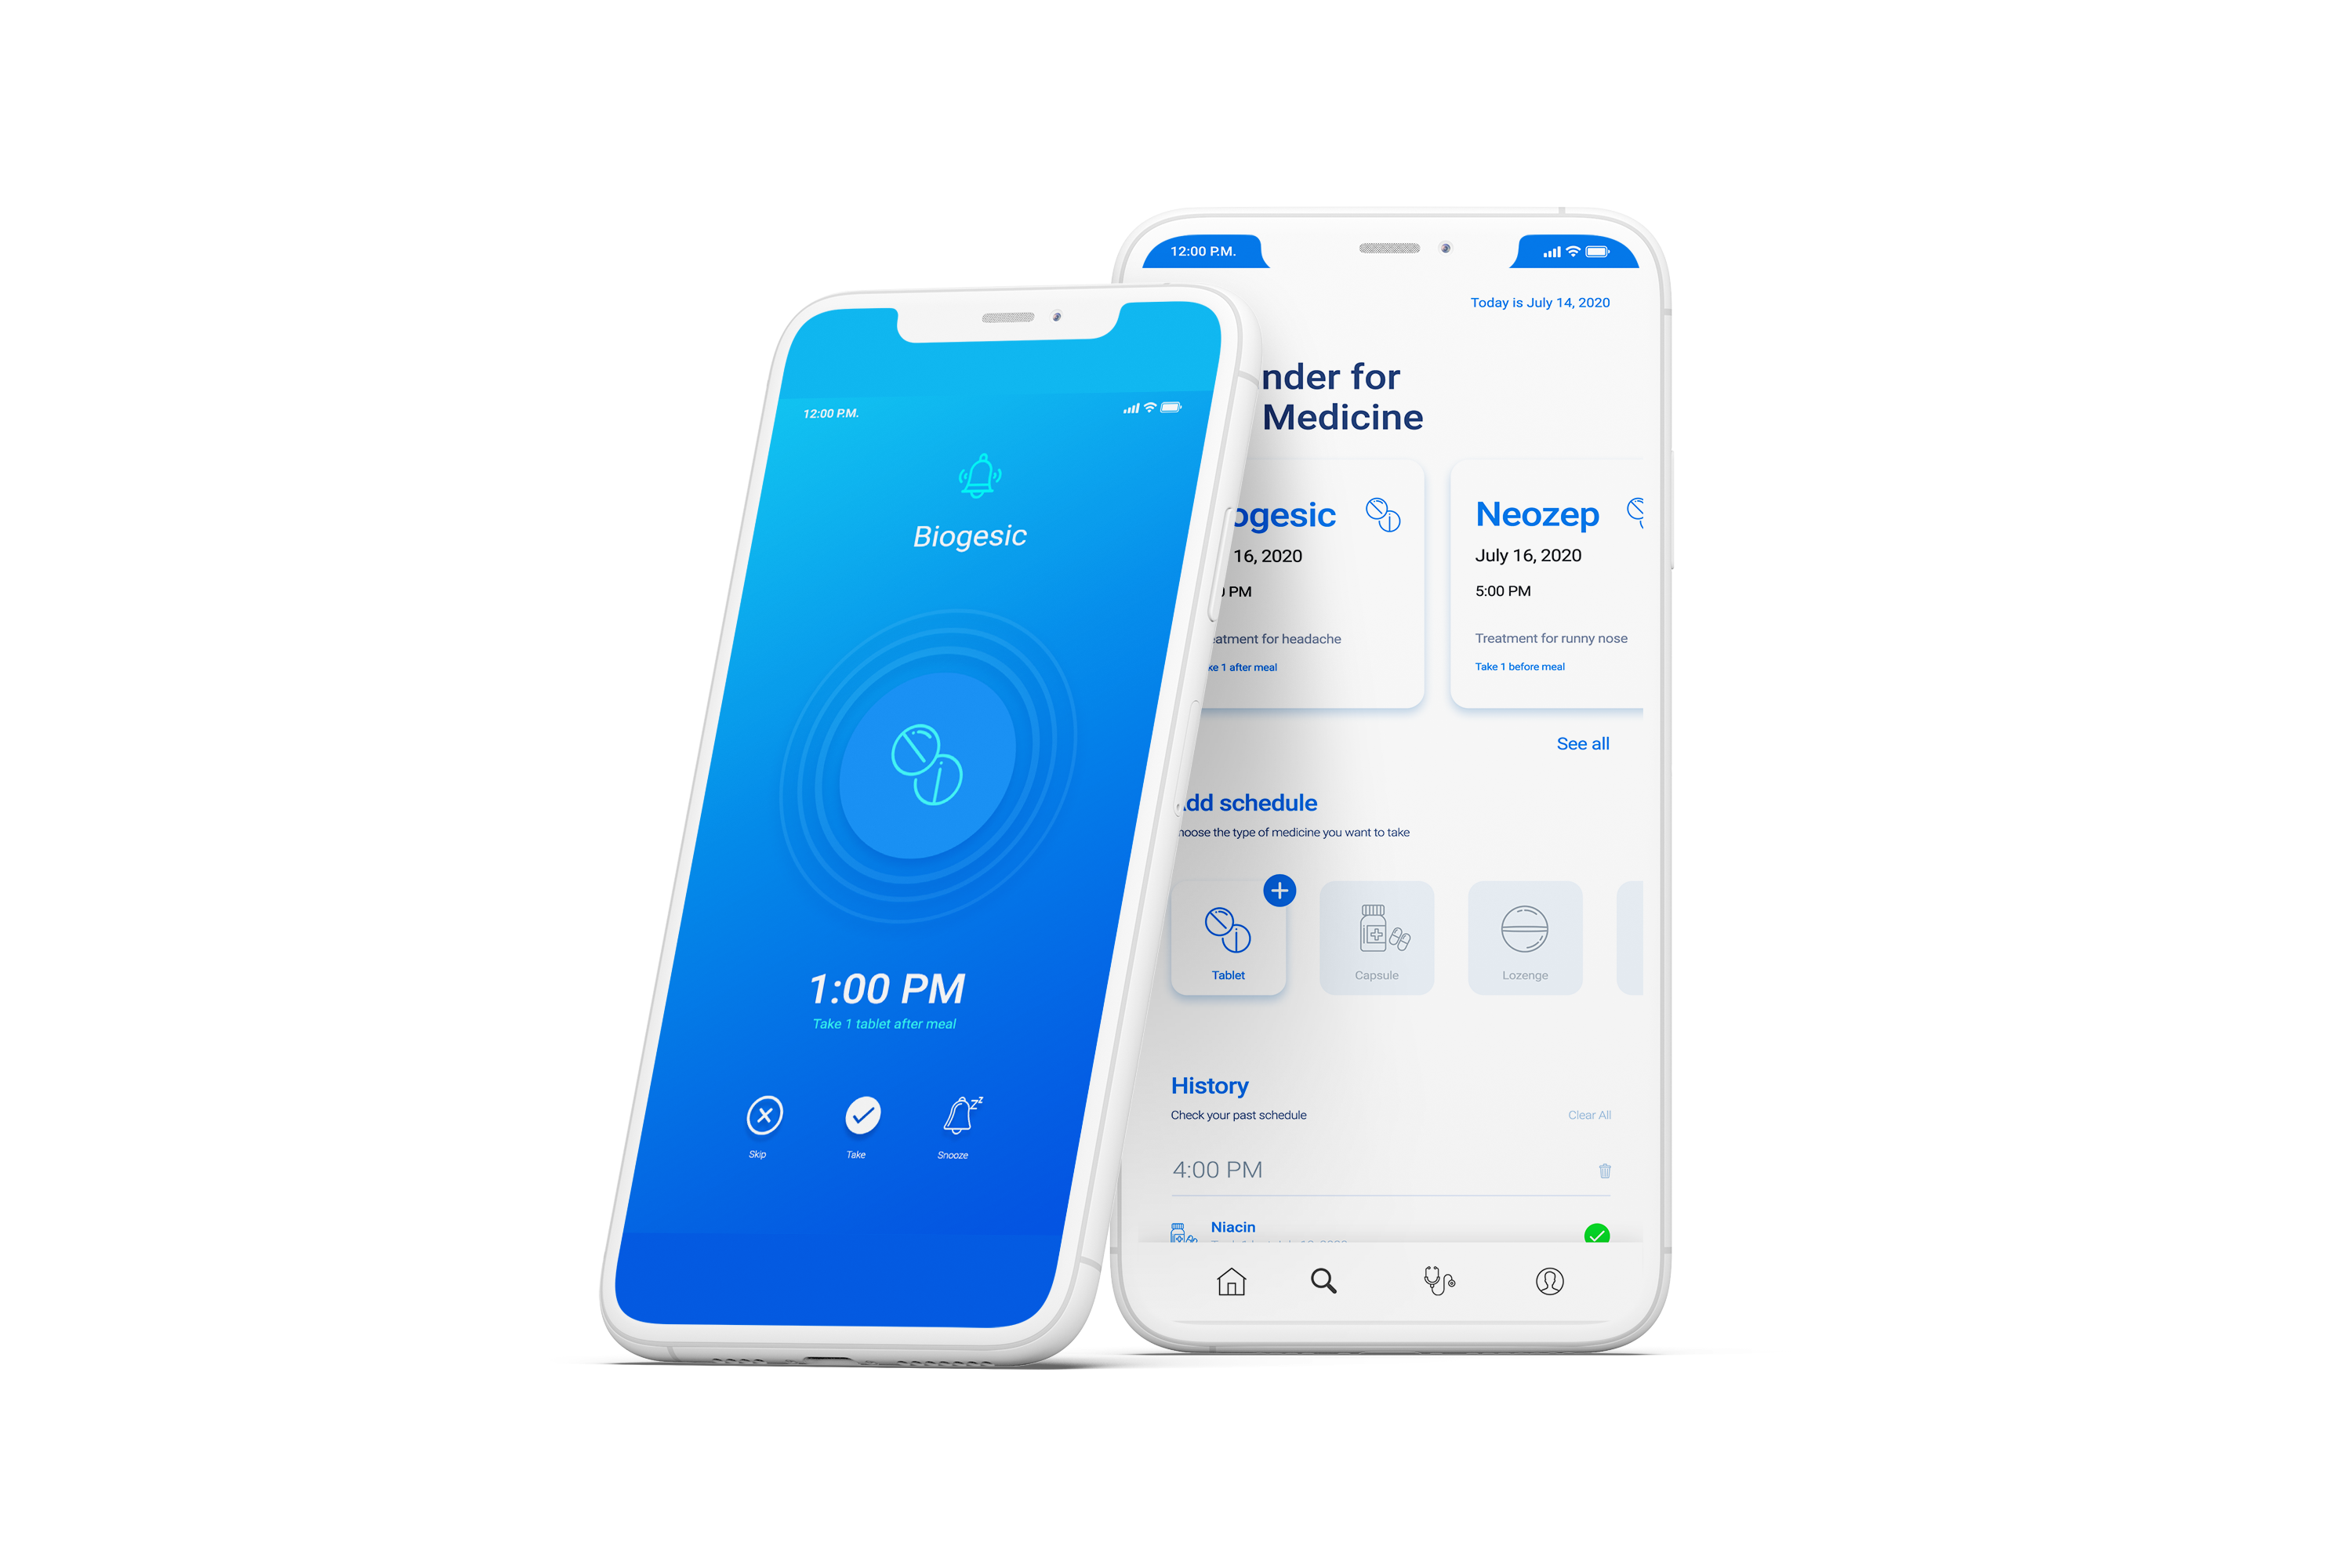 12:00 P.M.
Biogesic
1:00 PM
Take 1 tablet after meal
Skip
Take
Snooze
12:00 P.M.
Today is July 14, 2020
nder for
Medicine
ogesic
16, 2020
PM
eatment for headache
ke 1 after meal
Neozep
July 16, 2020
5:00 PM
Treatment for runny nose
Take 1 before meal
See all
dd schedule
hoose the type of medicine you want to take
Tablet
Capsule
Lozenge
History
Check your past schedule
Clear All
4:00 PM
Niacin